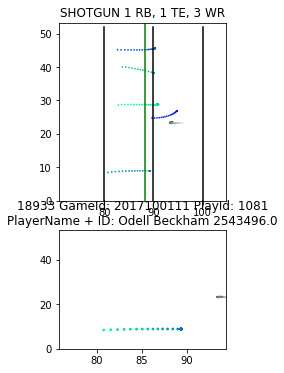 SHOTGUN 1 RB, 1 TE, 3 WR
50
40
30
20
10
0
80 90 100
18933 GameId: 2017100111 PlayId: 1081
PlayerName + ID: Odell Beckham 2543496.0
40
20
0
80 85 90